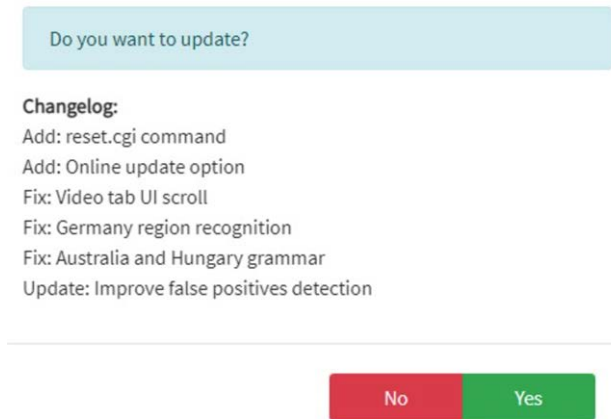 Do you want to update?
Changelog:
Add: reset.cgi command
Add: Online update option
Fix: Video tab UI scroll
Fix: Germany region recognition
Fix: Australia and Hungary grammar
Update: Improve false positives detection
No
Yes